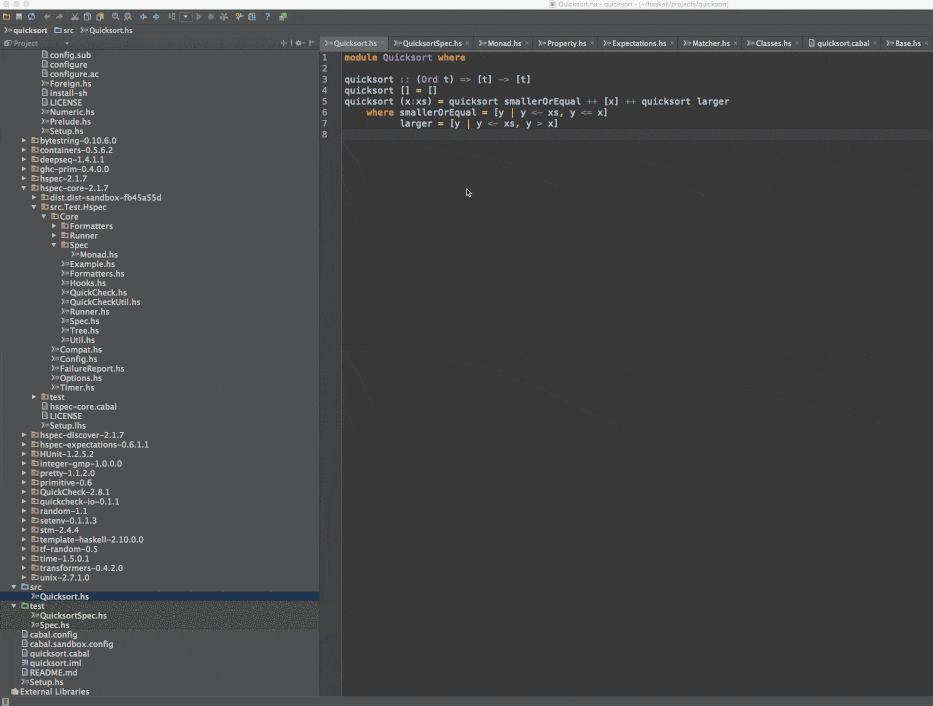 Quicksort.hs - quicksort - [~/haskell/projects/quicksort]
quicksort src Quicksort.hs
Project
Quicksort.hs QuicksortSpec.hs Monad.hs Property.hs Expectations.hs Matcher.hs Classes.hs quicksort.cabal Base.hs
config.sub
configure
configure.ac
Foreign.hs
install-sh
LICENSE
Numeric.hs
Prelude.hs
Setup.hs
bytestring-0.10.6.0
containers-0.5.6.2
deepseq-1.4.1.1
ghc-prim-0.4.0.0
hspec-2.1.7
hspec-core-2.1.7
dist.dist-sandbox-fb45a55d
src.Test.Hspec
Core
Formatters
Runner
Spec
Monad.hs
Example.hs
Formatters.hs
Hooks.hs
QuickCheck.hs
QuickCheckUtil.hs
Runner.hs
Spec.hs
Tree.hs
Util.hs
Compat.hs
Config.hs
FailureReport.hs
Options.hs
Timer.hs
test
hspec-core.cabal
LICENSE
Setup.lhs
hspec-discover-2.1.7
hspec-expectations-0.6.1.1
HUnit-1.2.5.2
integer-gmp-1.0.0.0
pretty-1.1.2.0
primitive-0.6
QuickCheck-2.8.1
quickcheck-io-0.1.1
random-1.1
setenv-0.1.1.3
stm-2.4.4
template-haskell-2.10.0.0
tf-random-0.5
time-1.5.0.1
transformers-0.4.2.0
unix-2.7.1.0
src
Quicksort.hs
test
QuicksortSpec.hs
Spec.hs
cabal.config
cabal.sandbox.config
quicksort.cabal
quicksort.iml
README.md
Setup.hs
External Libraries
1 module Quicksort where
2
3 quicksort :: (Ord t) => [t] -> [t]
4 quicksort [] = []
5 quicksort (x:xs) = quicksort smallerOrEqual ++ [x] ++ quicksort larger
6 where smallerOrEqual = [y | y <- xs, y <= x]
7 larger = [y | y <- xs, y > x]
8